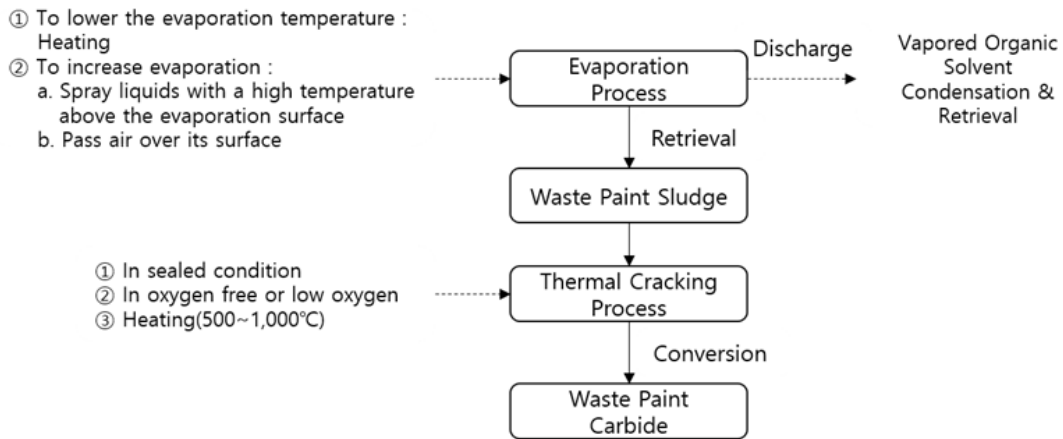 ① To lower the evaporation temperature :
Heating
② To increase evaporation :
a. Spray liquids with a high temperature
above the evaporation surface
b. Pass air over its surface
Evaporation
Process
Discharge
Vapored Organic
Solvent
Condensation &
Retrieval
Retrieval
Waste Paint Sludge
① In sealed condition
② In oxygen free or low oxygen
③ Heating(500~1,000℃)
Thermal Cracking
Process
Conversion
Waste Paint
Carbide